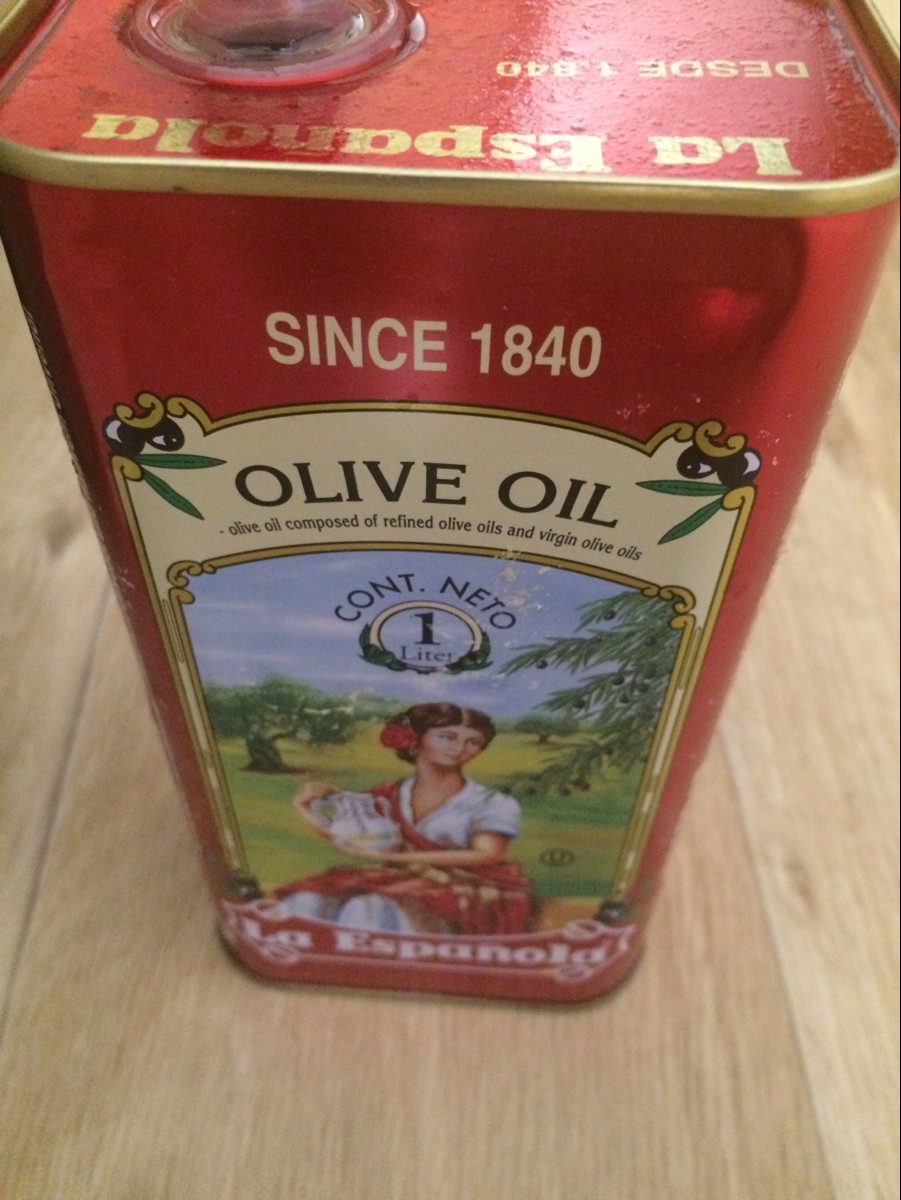 DESDE 1.840
La Española
SINCE 1840
OLIVE OIL
- olive oil composed of refined olive oils and virgin olive oils
CONT. NETO
1
Liter
U
La Española